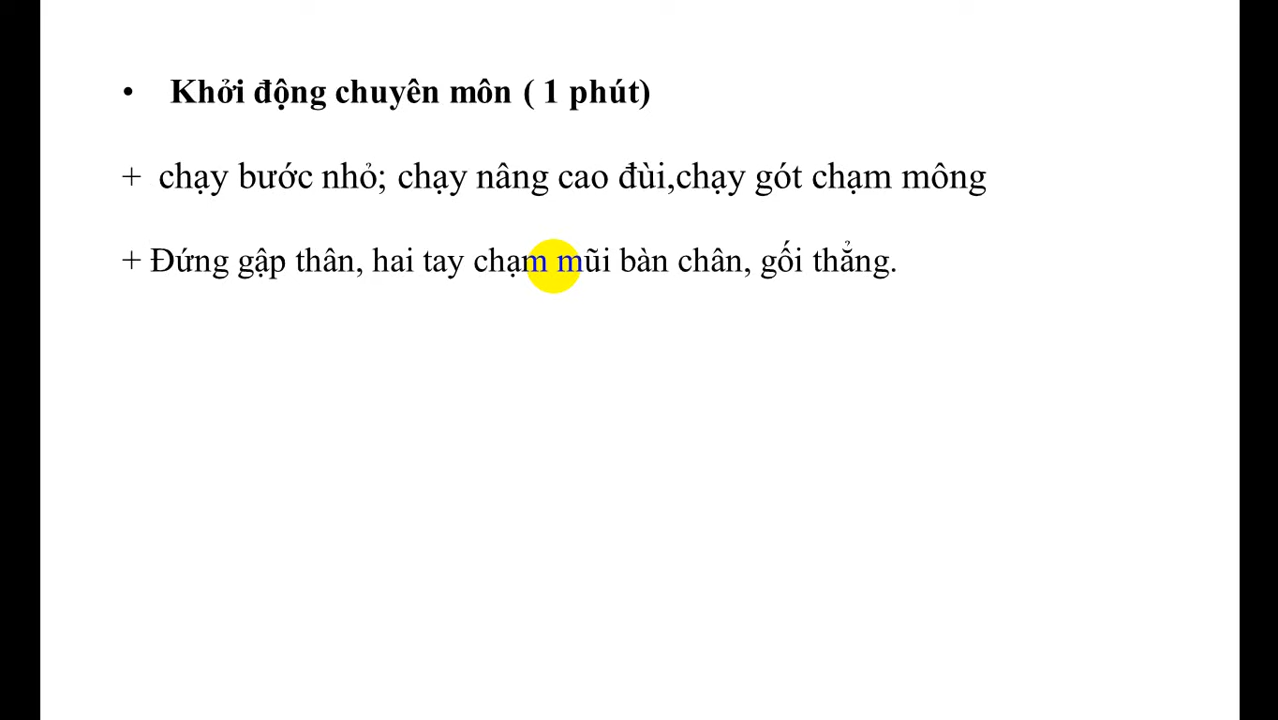 • Khởi động chuyên môn ( 1 phút)
+ chạy bước nhỏ; chạy nâng cao đùi,chạy gót chạm mông
+ Đứng gập thân, hai tay chạm mũi bàn chân, gối thẳng.